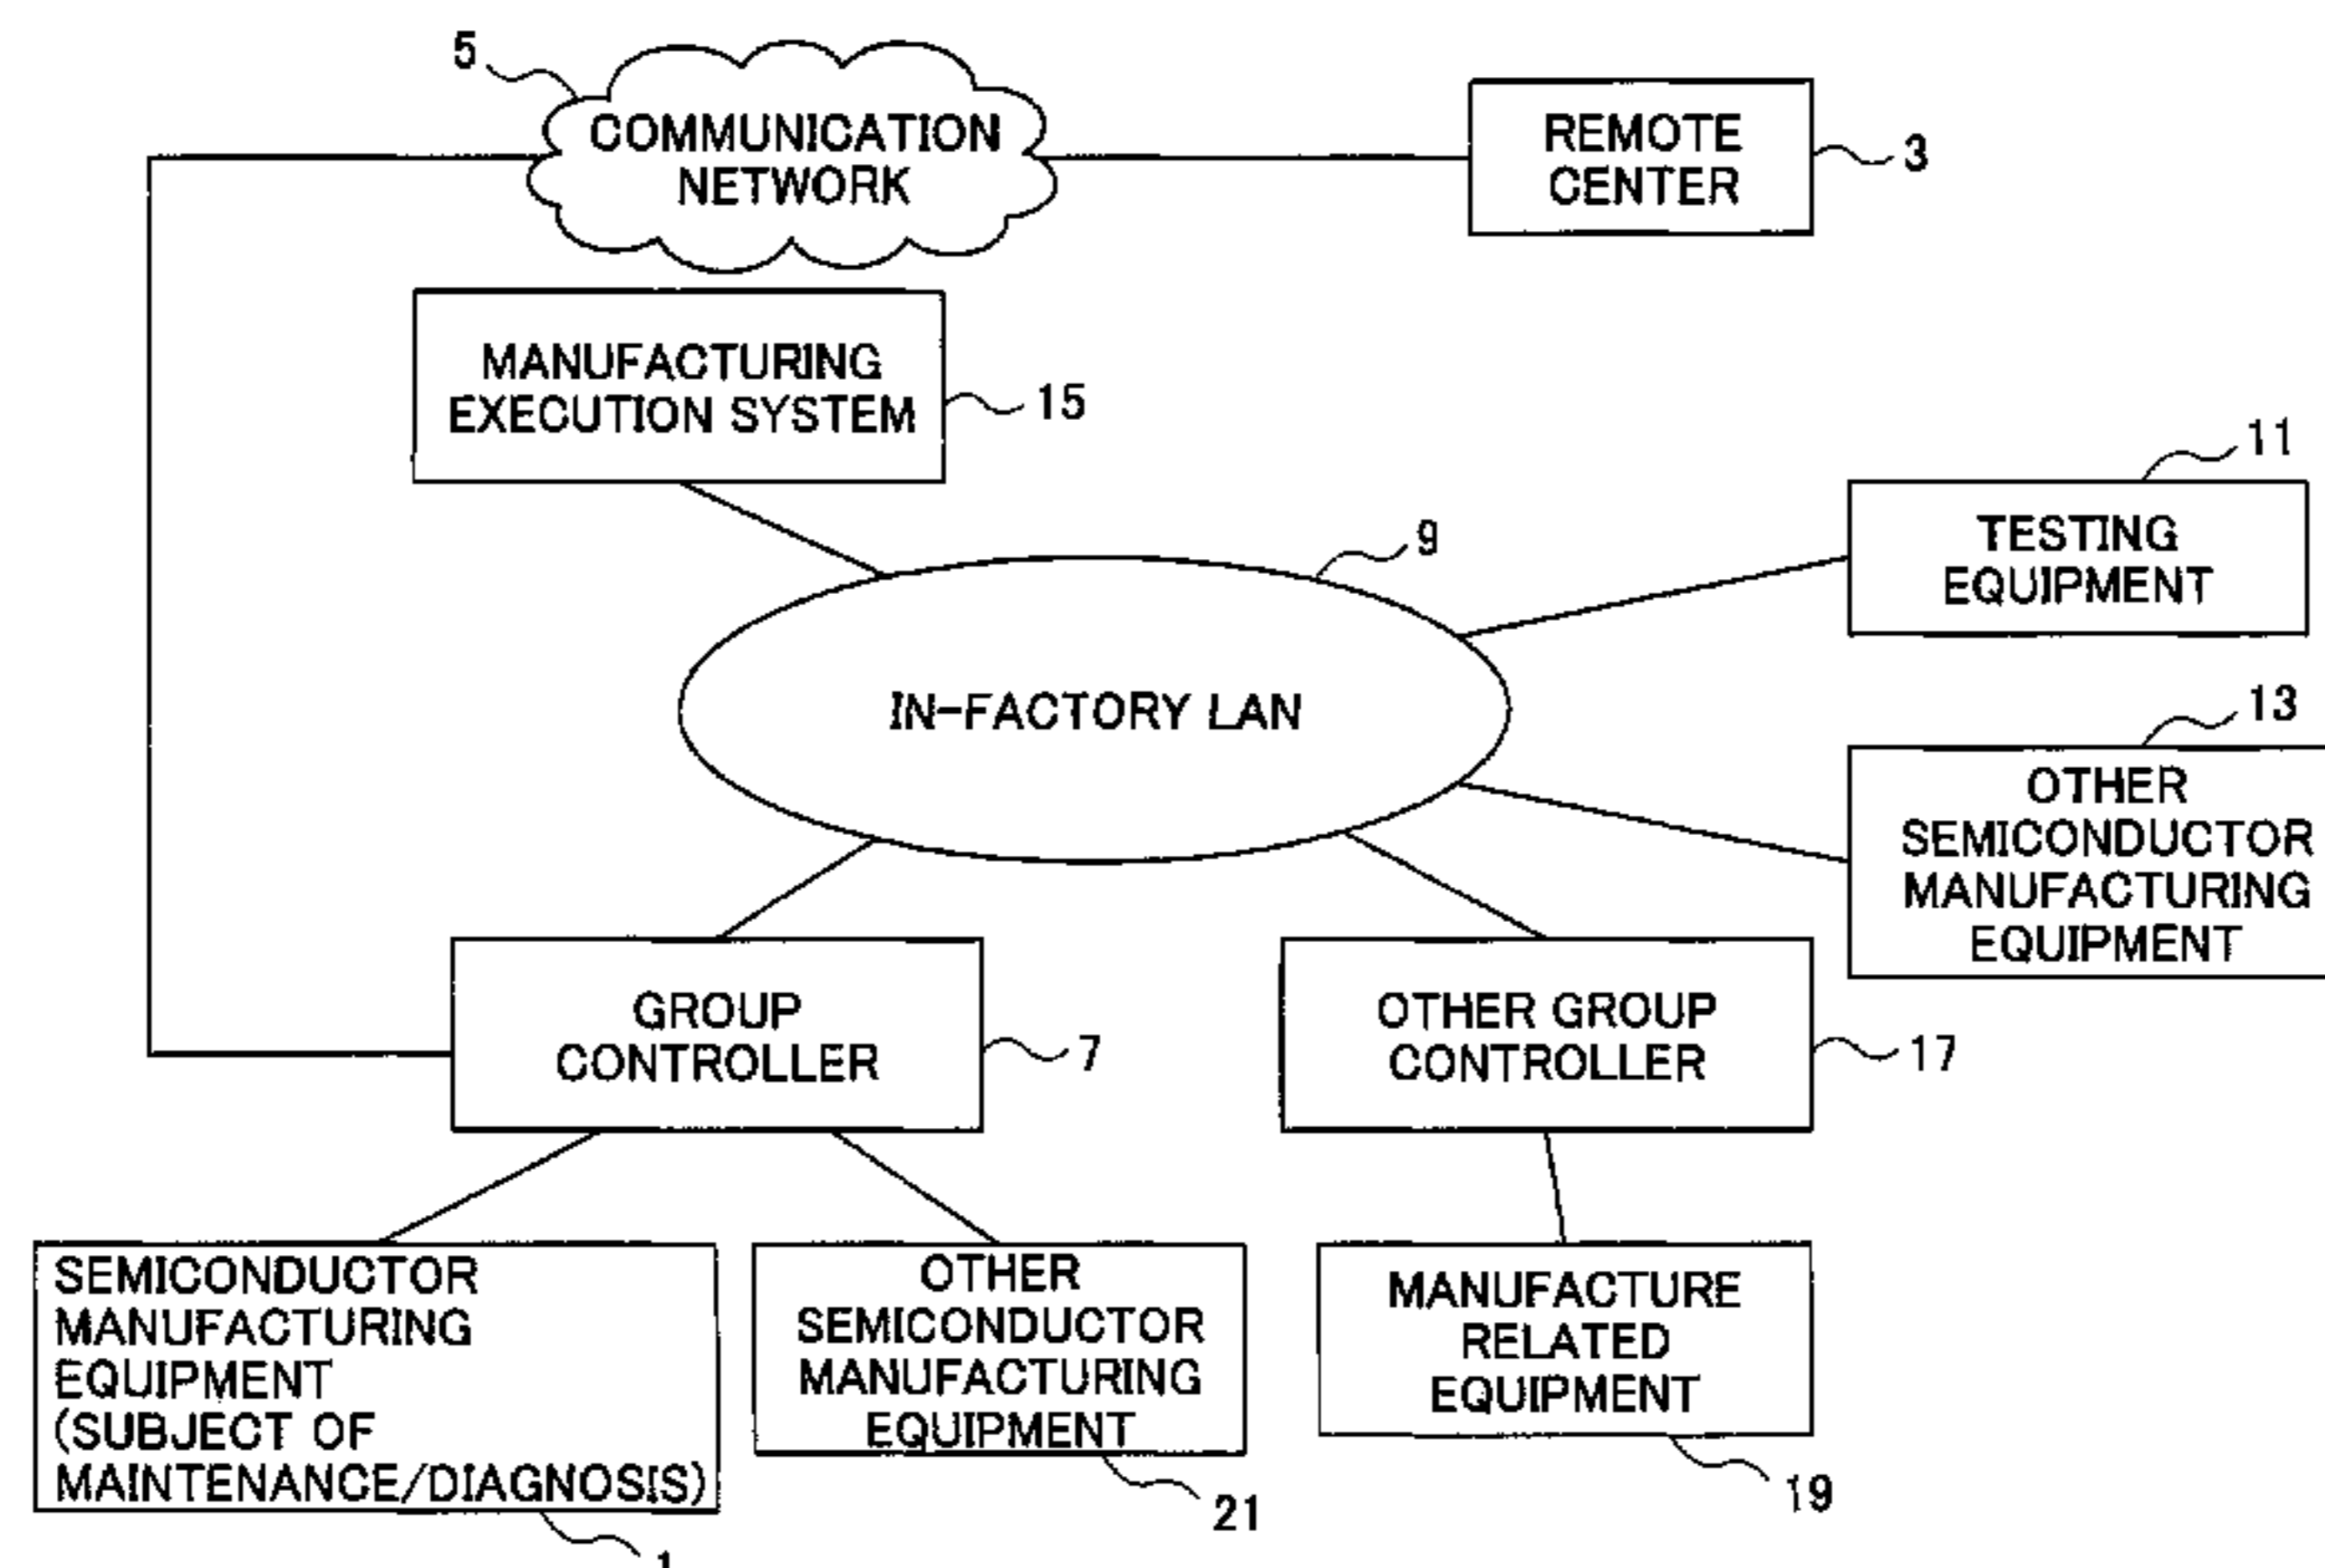 5
COMMUNICATION
NETWORK
REMOTE
CENTER
3
MANUFACTURING
EXECUTION SYSTEM
15
11
TESTING
EQUIPMENT
9
IN-FACTORY LAN
13
OTHER
SEMICONDUCTOR
MANUFACTURING
EQUIPMENT
GROUP
CONTROLLER
7
OTHER GROUP
CONTROLLER
17
SEMICONDUCTOR
MANUFACTURING
EQUIPMENT
(SUBJECT OF
MAINTENANCE/DIAGNOSIS)
1
OTHER
SEMICONDUCTOR
MANUFACTURING
EQUIPMENT
21
MANUFACTURE
RELATED
EQUIPMENT
19